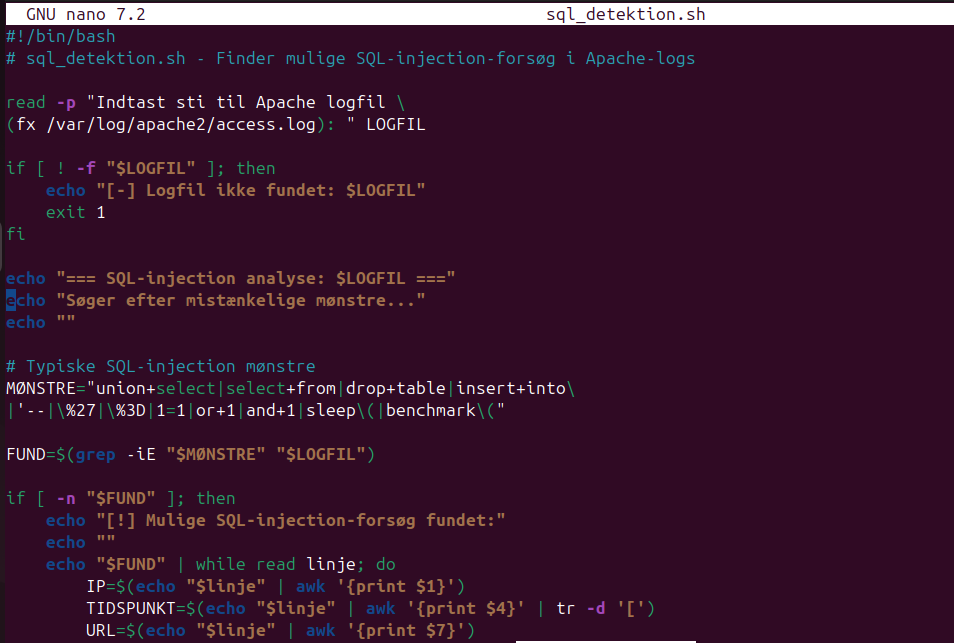 GNU nano 7.2 sql_detektion.sh
#!/bin/bash
# sql_detektion.sh - Finder mulige SQL-injection-forsøg i Apache-logs
read -p "Indtast sti til Apache logfil \
(fx /var/log/apache2/access.log): " LOGFIL
if [ ! -f "$LOGFIL" ]; then
    echo "[-] Logfil ikke fundet: $LOGFIL"
    exit 1
fi
echo "=== SQL-injection analyse: $LOGFIL ==="
echo "Søger efter mistænkelige mønstre..."
echo ""
# Typiske SQL-injection mønstre
MØNSTRE="union+select|select+from|drop+table|insert+into\
|'--|\%27|\%3D|1=1|or+1|and+1|sleep\(|benchmark\("
FUND=$(grep -iE "$MØNSTRE" "$LOGFIL")
if [ -n "$FUND" ]; then
    echo "[!] Mulige SQL-injection-forsøg fundet:"
    echo ""
    echo "$FUND" | while read linje; do
        IP=$(echo "$linje" | awk '{print $1}')
        TIDSPUNKT=$(echo "$linje" | awk '{print $4}' | tr -d '[')
        URL=$(echo "$linje" | awk '{print $7}')